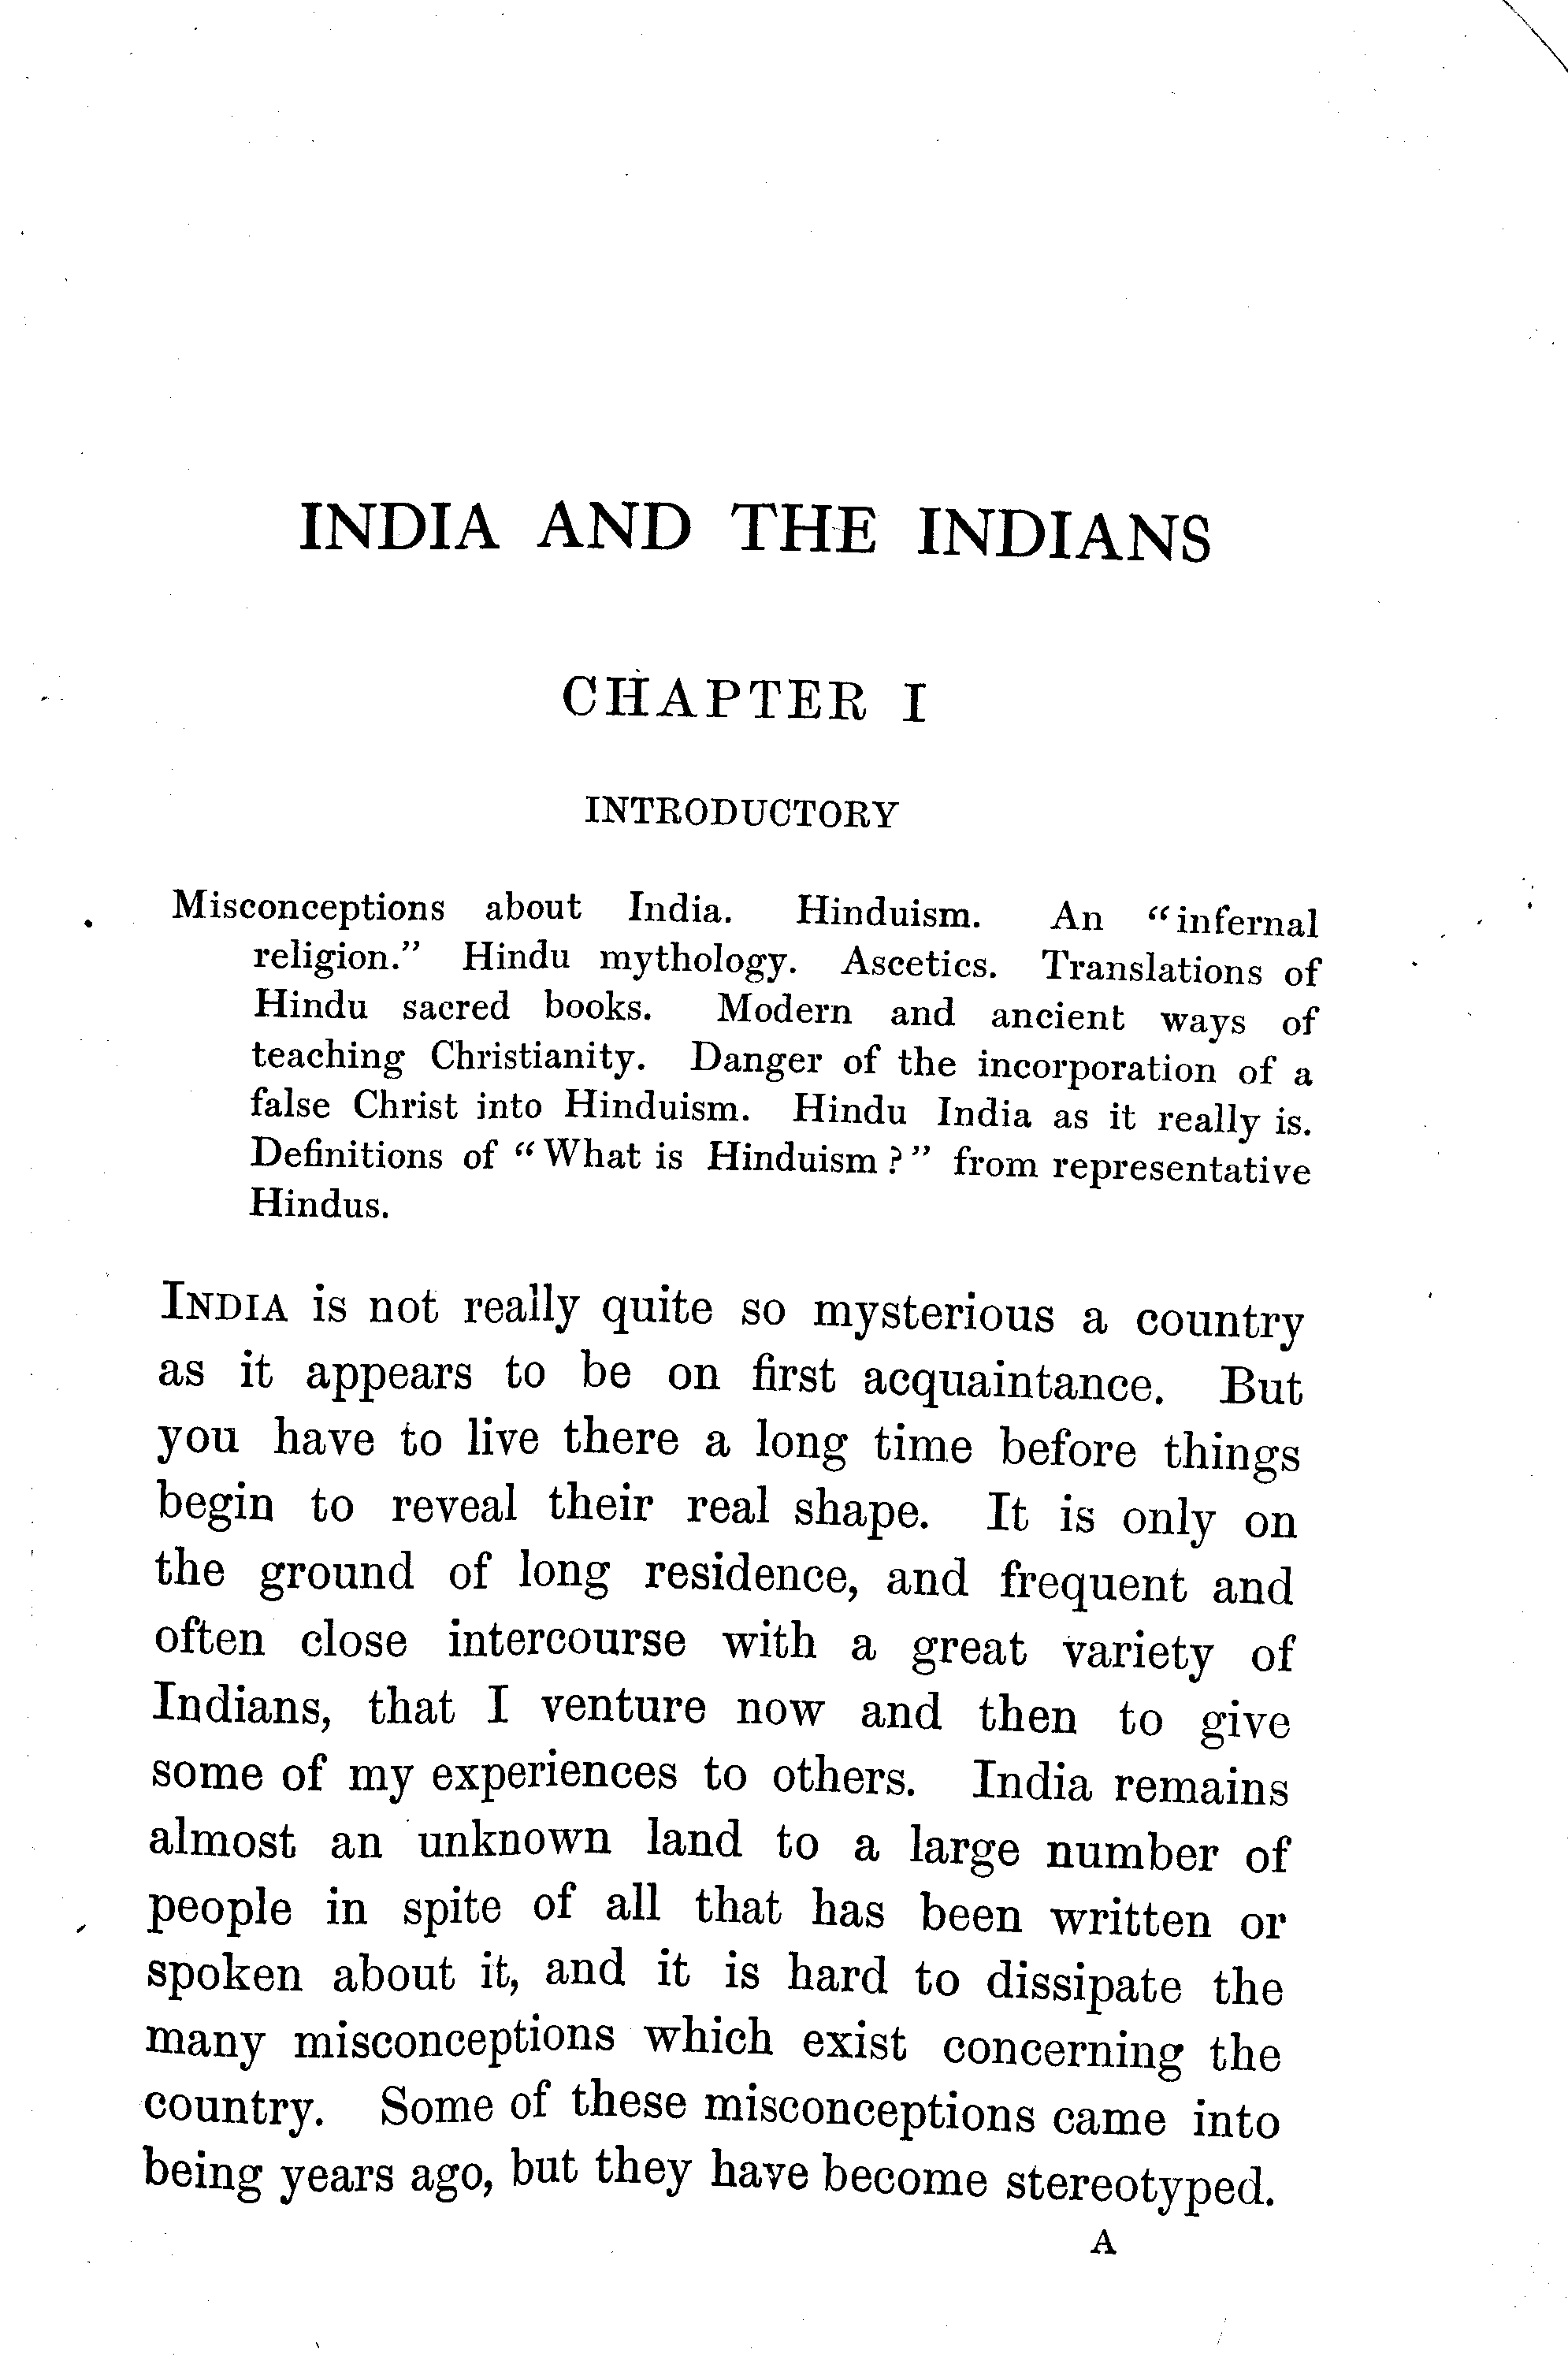 INDIA AND THE INDIANS
CHAPTER I
INTRODUCTORY
Misconceptions about India. Hinduism. An “infernal
religion.” Hindu mythology. Ascetics. Translations of
Hindu sacred books. Modern and ancient ways of
teaching Christianity. Danger of the incorporation of a
false Christ into Hinduism. Hindu India as it really is.
Definitions of “What is Hinduism?” from representative
Hindus.
INDIA is not really quite so mysterious a country
as it appears to be on first acquaintance. But
you have to live there a long time before things
begin to reveal their real shape. It is only on
the ground of long residence, and frequent and
often close intercourse with a great variety of
Indians, that I venture now and then to give
some of my experiences to others. India remains
almost an unknown land to a large number of
people in spite of all that has been written or
spoken about it, and it is hard to dissipate the
many misconceptions which exist concerning the
country. Some of these misconceptions came into
being years ago, but they have become stereotyped.
A